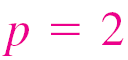 p = 2